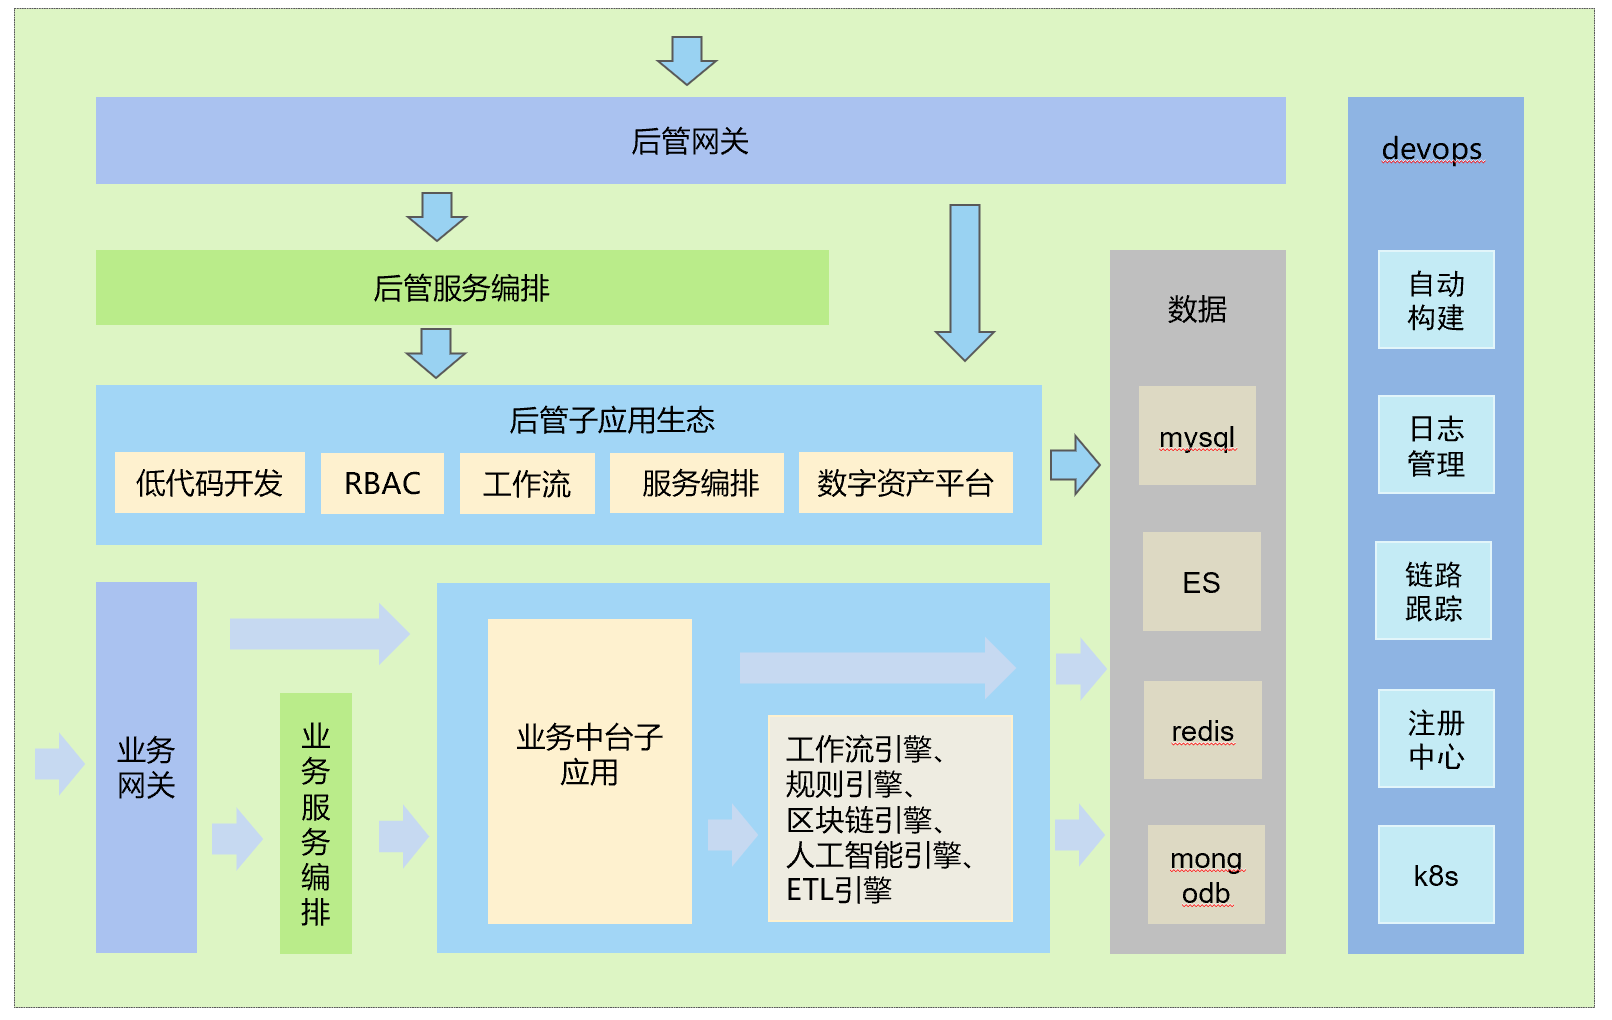 后管网关
后管服务编排
后管子应用生态
低代码开发
RBAC
工作流
服务编排
数字资产平台
业务
网关
业
务
服
务
编
排
业务中台子
应用
工作流引擎、
规则引擎、
区块链引擎、
人工智能引擎、
ETL引擎
数据
mysql
ES
redis
mong
odb
devops
自动
构建
日志
管理
链路
跟踪
注册
中心
k8s